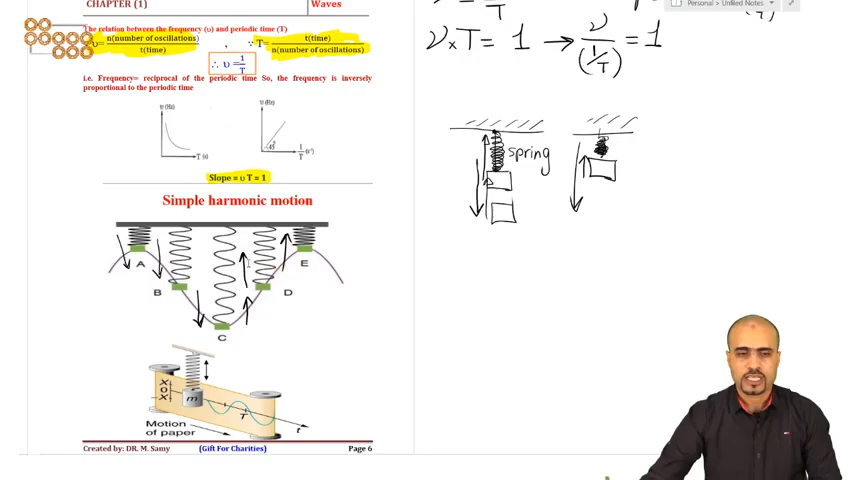 CHAPTER (1)
Waves
The relation between the frequency (υ) and periodic time (T)
υ= n(number of oscillations) / t(time) , ∵ T= t(time) / n(number of oscillations)
∴ υ = 1/T
i.e. Frequency= reciprocal of the periodic time So, the frequency is inversely
proportional to the periodic time
υ(Hz)
T (s)
υ(Hz)
45°
1/T (s⁻¹)
Slope = υ T = 1
Simple harmonic motion
A
B
C
D
E
X
O
X
m
T
t
Motion
of paper
Created by: DR. M. Samy
(Gift For Charities)
Page 6
Personal > Unfiled Notes
ν × T = 1 → ν/(1/T) = 1
spring